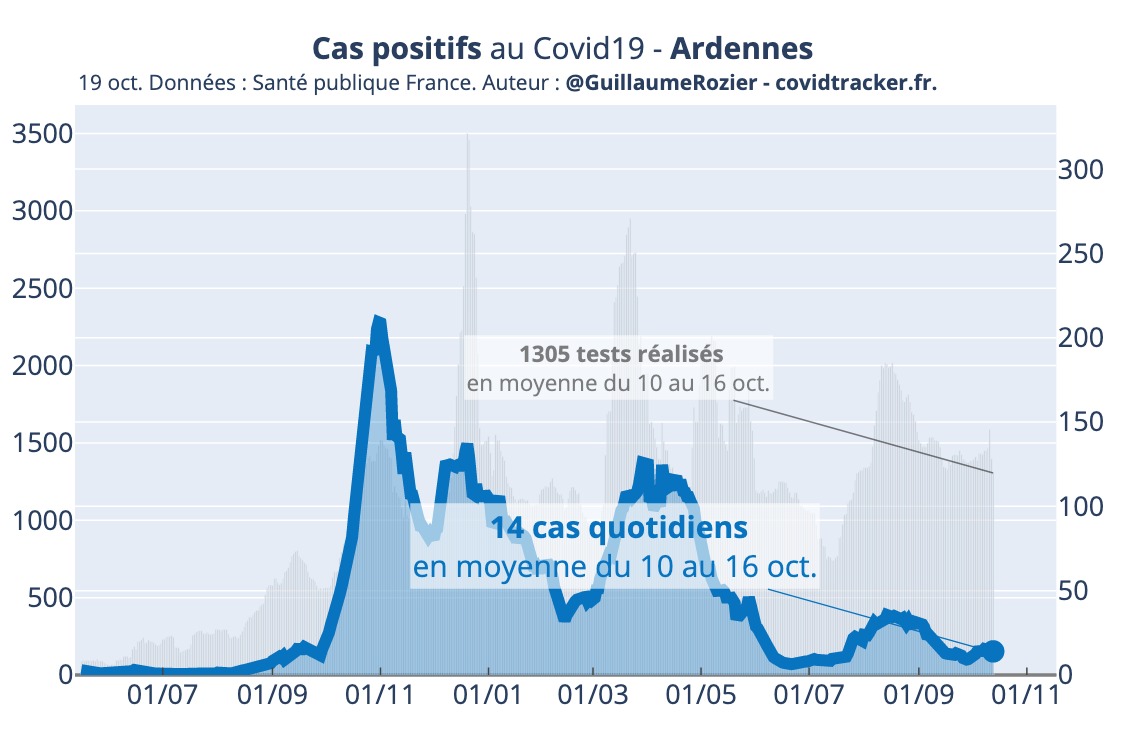 Cas positifs au Covid19 - Ardennes
19 oct. Données : Santé publique France. Auteur : @GuillaumeRozier - covidtracker.fr.
3500
3000
2500
2000
1500
1000
500
0
300
250
200
150
100
50
0
1305 tests réalisés
en moyenne du 10 au 16 oct.
14 cas quotidiens
en moyenne du 10 au 16 oct.
01/07 01/09 01/11 01/01 01/03 01/05 01/07 01/09 01/11